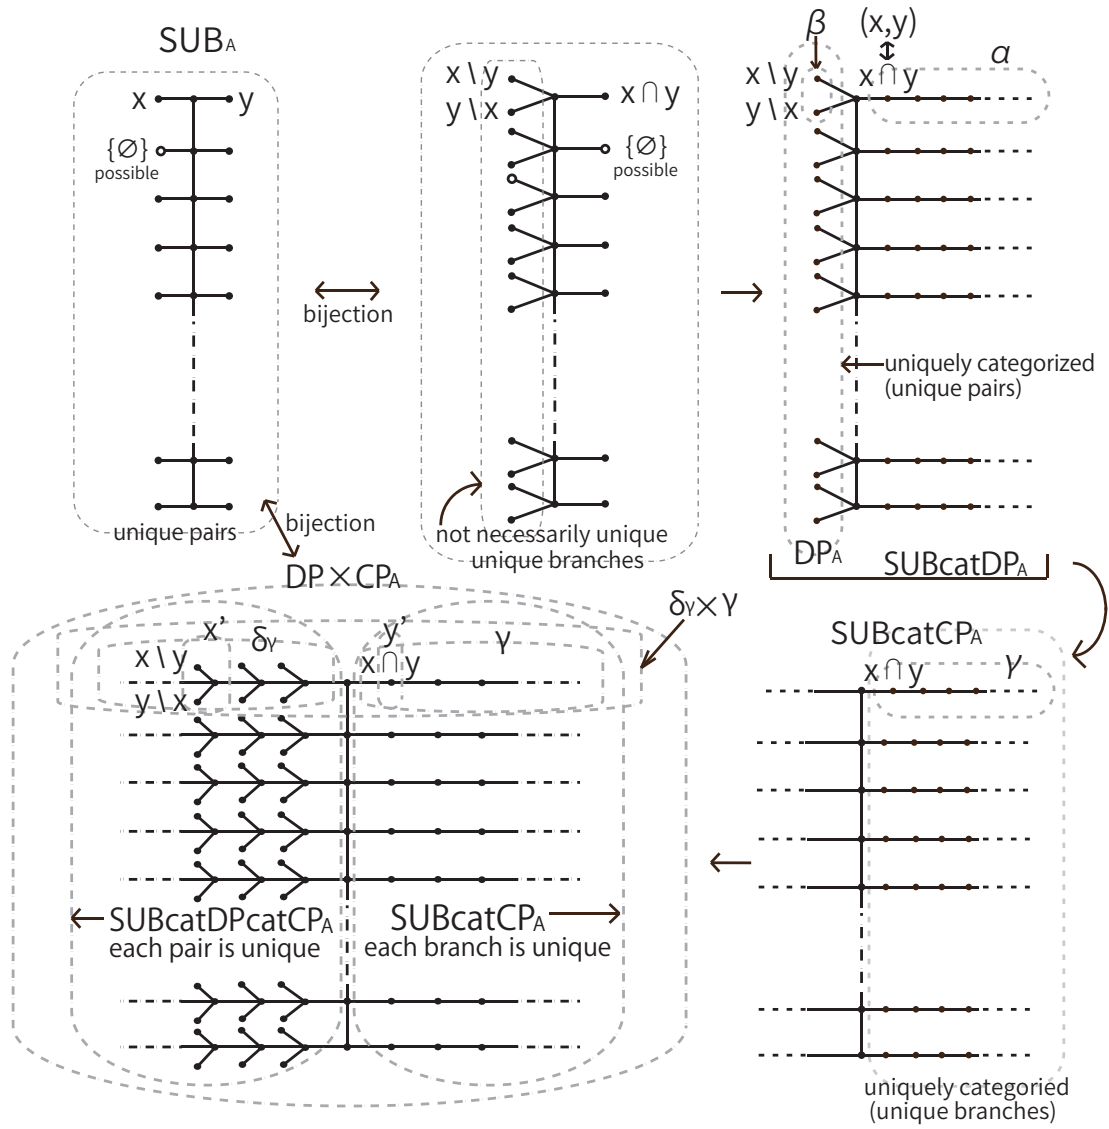 SUBA
x y
{∅}
possible
unique pairs
bijection
x \ y
y \ x
x ∩ y
{∅}
possible
not necessarily unique
unique branches
β
(x,y)
α
x \ y
y \ x
x ∩ y
uniquely categorized
(unique pairs)
DPA
SUBcatDPA
bijection
DP×CPA
δγ×γ
x'
δγ
y'
γ
x \ y
y \ x
x ∩ y
SUBcatDPcatCPA
each pair is unique
SUBcatCPA
each branch is unique
SUBcatCPA
x ∩ y
γ
uniquely categoried
(unique branches)